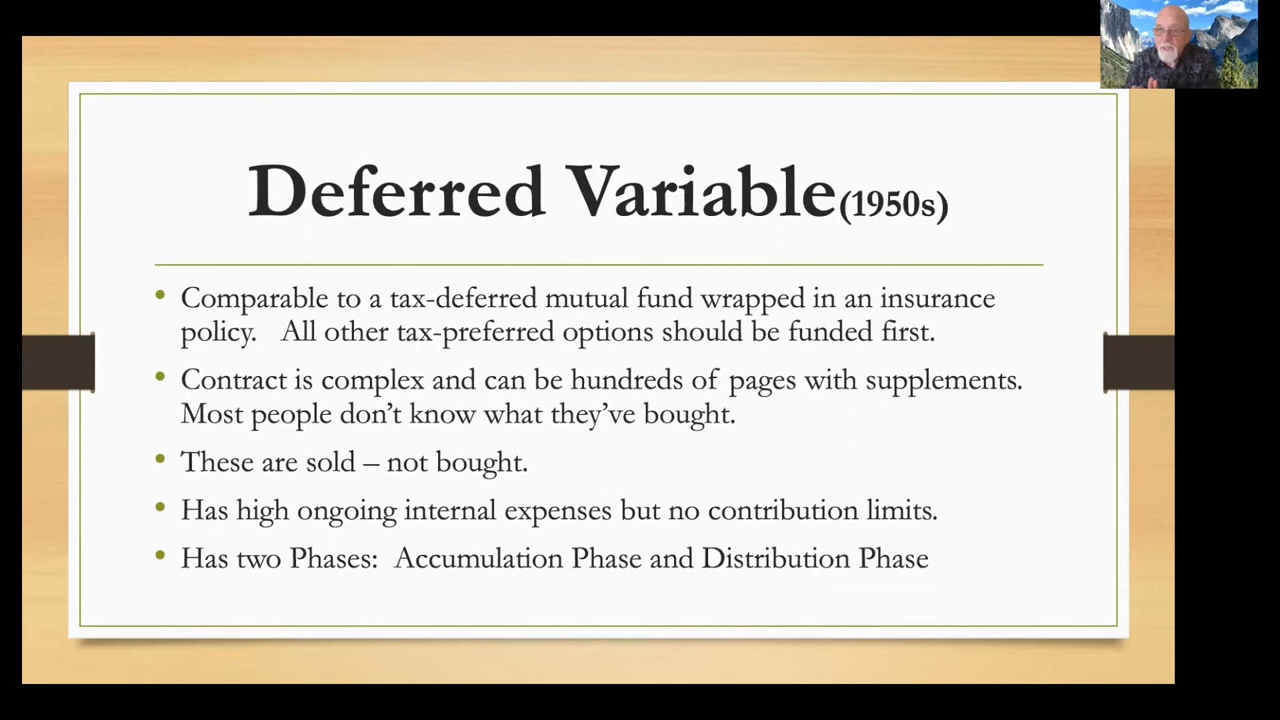 Deferred Variable(1950s)
• Comparable to a tax-deferred mutual fund wrapped in an insurance
policy.   All other tax-preferred options should be funded first.
• Contract is complex and can be hundreds of pages with supplements.
Most people don’t know what they’ve bought.
• These are sold – not bought.
• Has high ongoing internal expenses but no contribution limits.
• Has two Phases:  Accumulation Phase and Distribution Phase